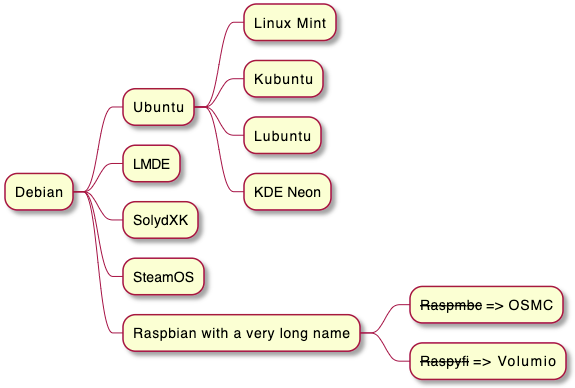 Debian
Ubuntu
Linux Mint
Kubuntu
Lubuntu
KDE Neon
LMDE
SolydXK
SteamOS
Raspbian with a very long name
Raspmbc => OSMC
Raspyfi => Volumio